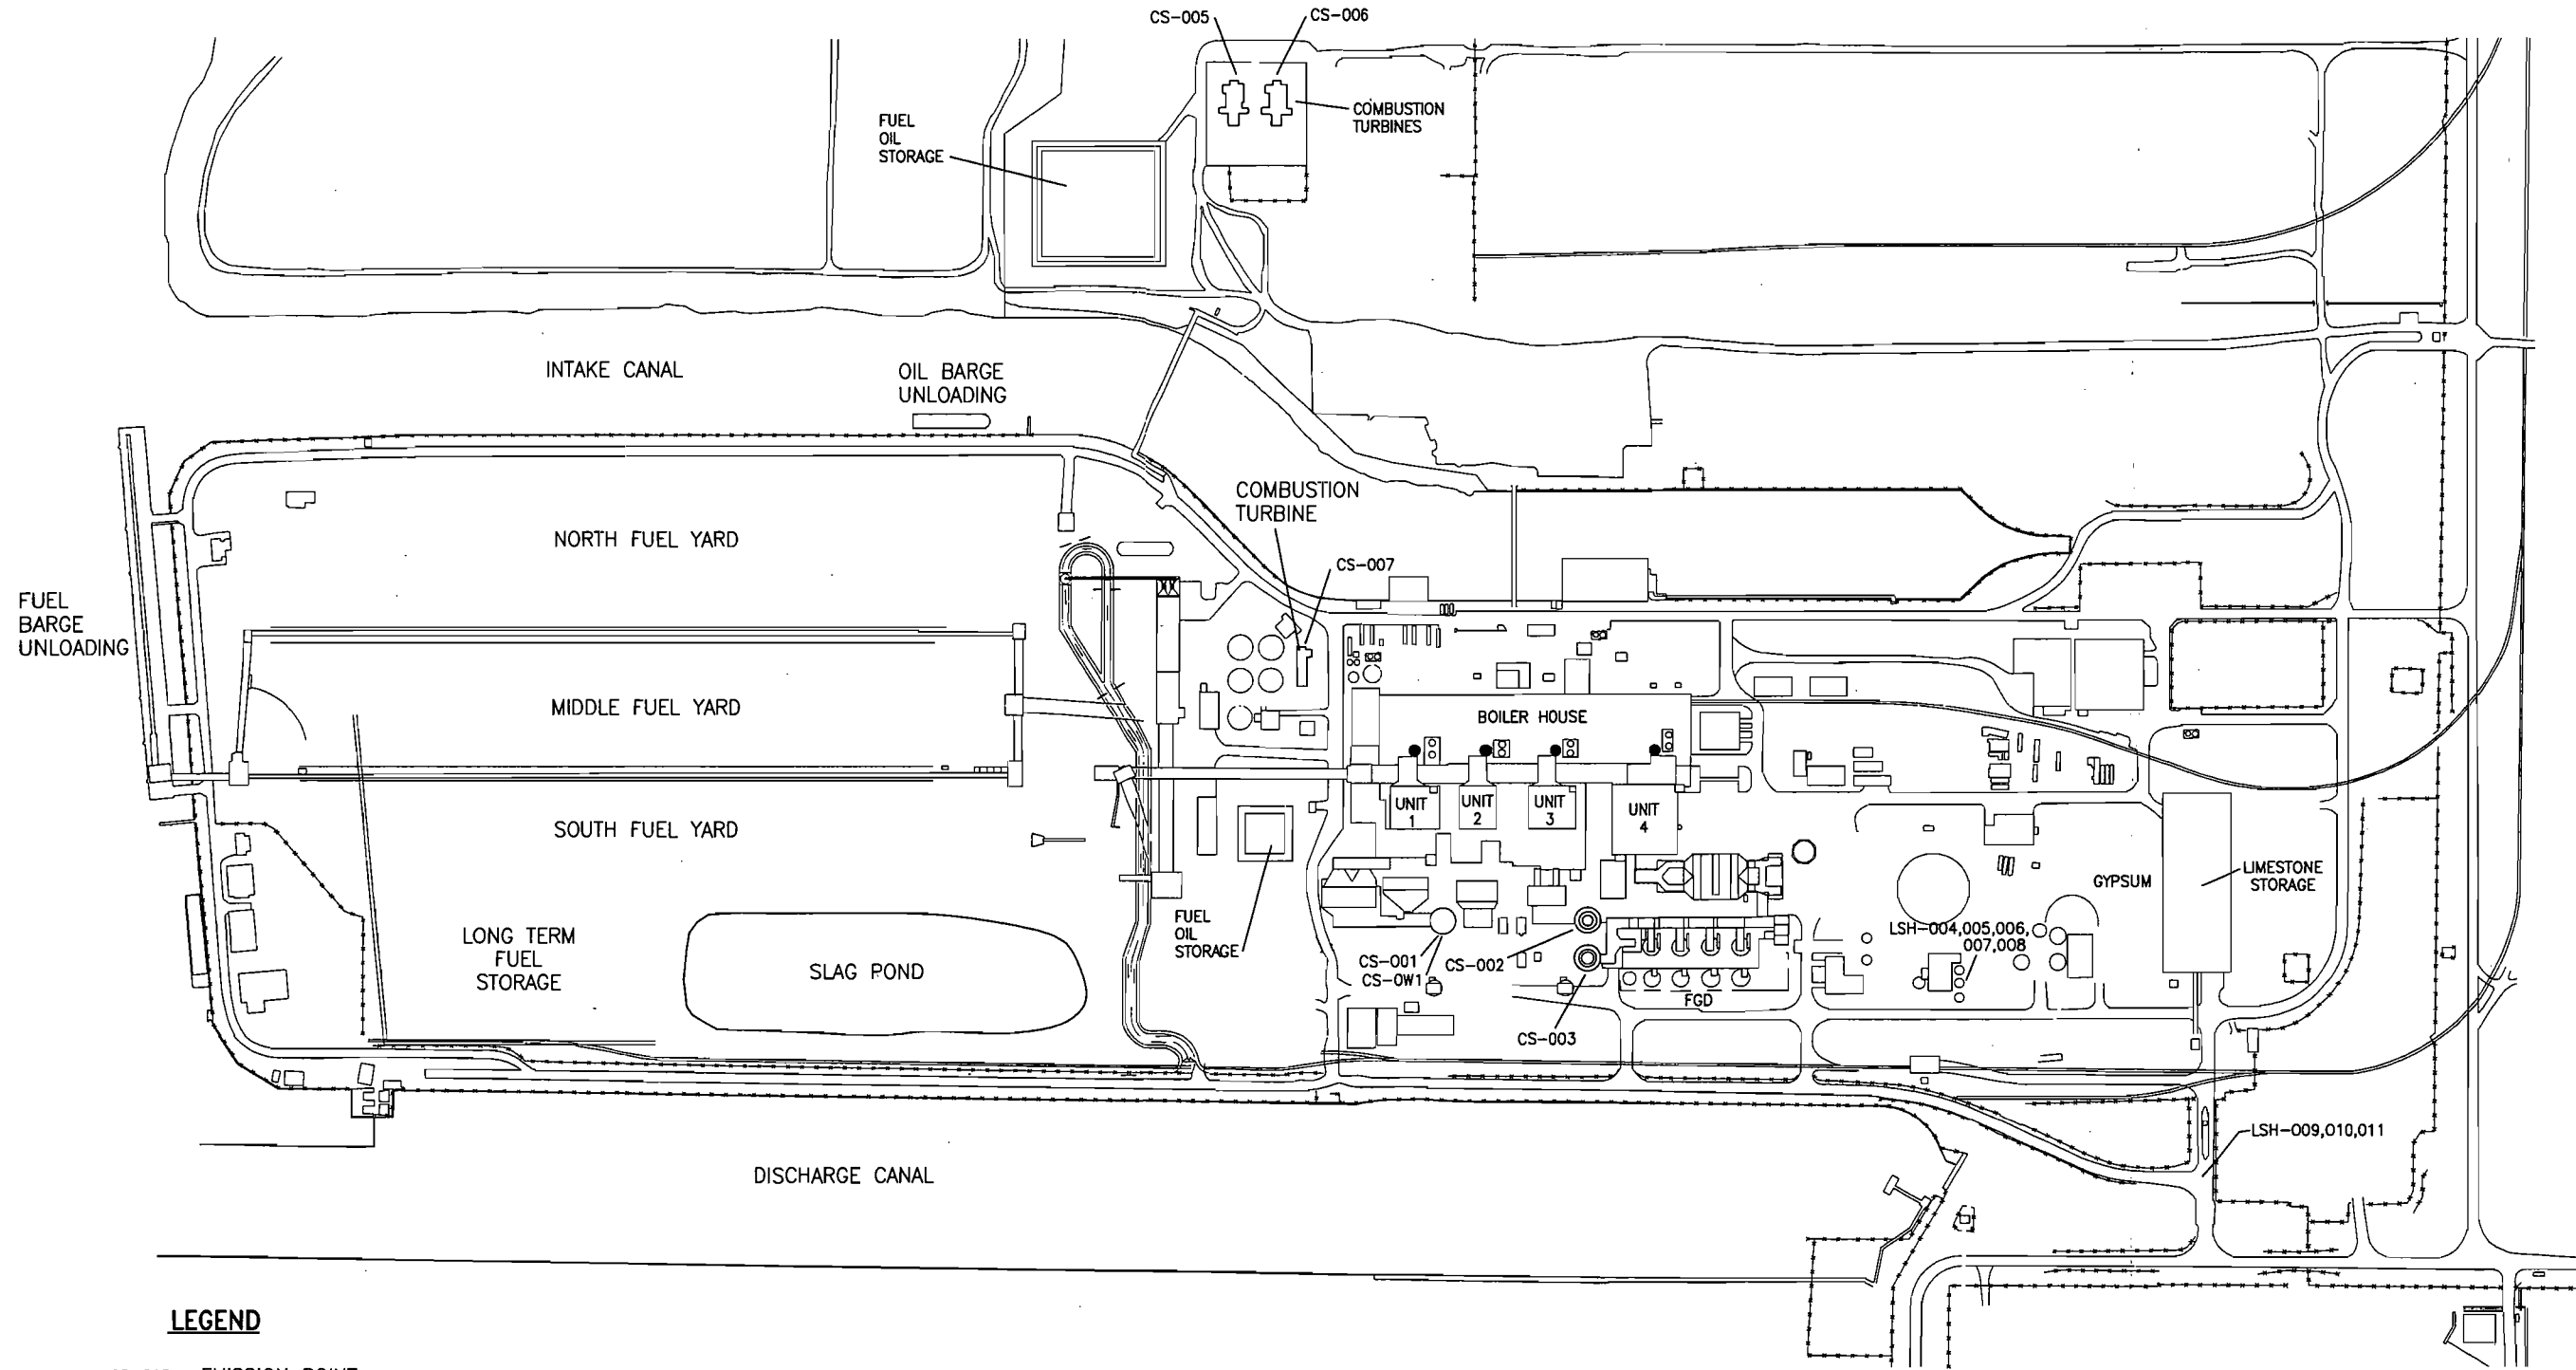 CS-005
CS-006
COMBUSTION
TURBINES
FUEL
OIL
STORAGE
INTAKE CANAL
OIL BARGE
UNLOADING
COMBUSTION
TURBINE
CS-007
NORTH FUEL YARD
FUEL
BARGE
UNLOADING
MIDDLE FUEL YARD
BOILER HOUSE
SOUTH FUEL YARD
UNIT
1
UNIT
2
UNIT
3
UNIT
4
GYPSUM
LIMESTONE
STORAGE
LONG TERM
FUEL
STORAGE
SLAG POND
FUEL
OIL
STORAGE
CS-001
CS-0W1
CS-002
LSH-004,005,006,
007,008
FGD
CS-003
LSH-009,010,011
DISCHARGE CANAL
LEGEND
EMISSION POINT